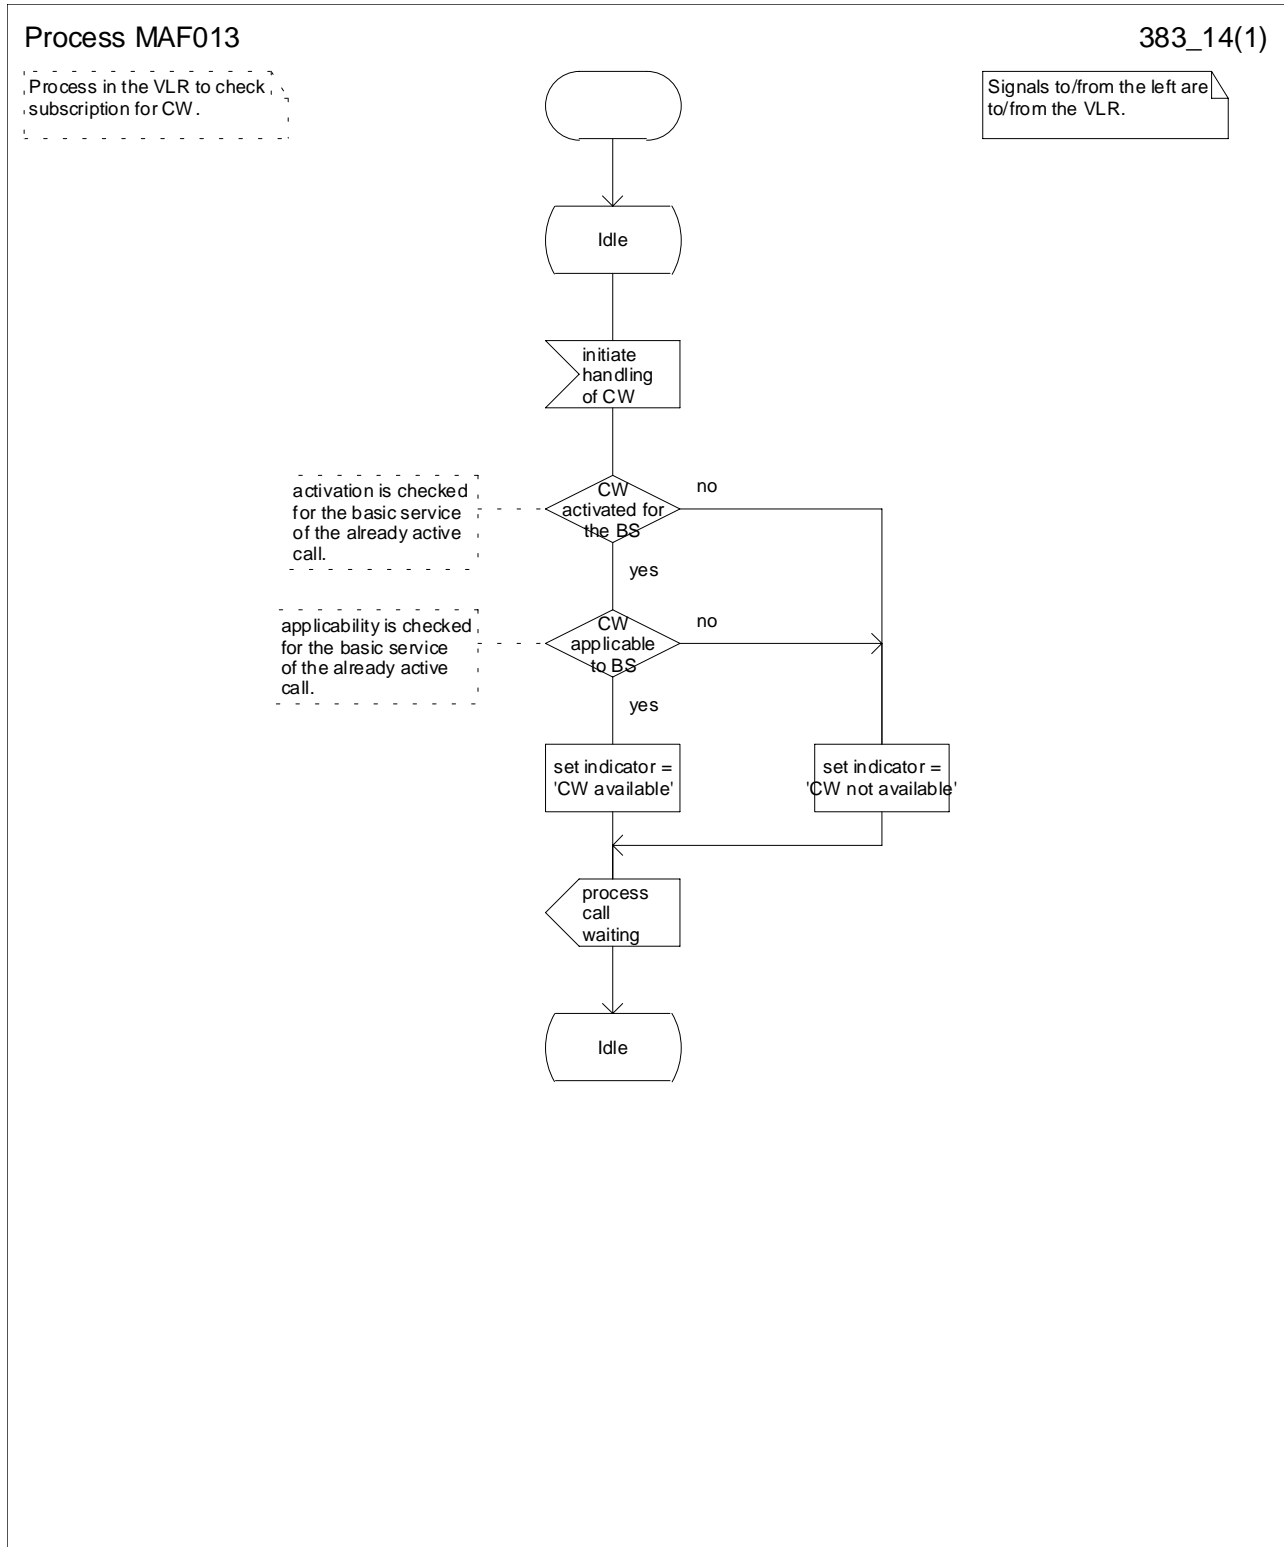 Process MAF013
383_14(1)
Process in the VLR to check
subscription for CW.
Signals to/from the left are
to/from the VLR.
Idle
initiate
handling
of CW
activation is checked
for the basic service
of the already active
call.
CW
activated for
the BS
no
yes
applicability is checked
for the basic service
of the already active
call.
CW
applicable
to BS
no
yes
set indicator =
'CW available'
set indicator =
'CW not available'
process
call
waiting
Idle